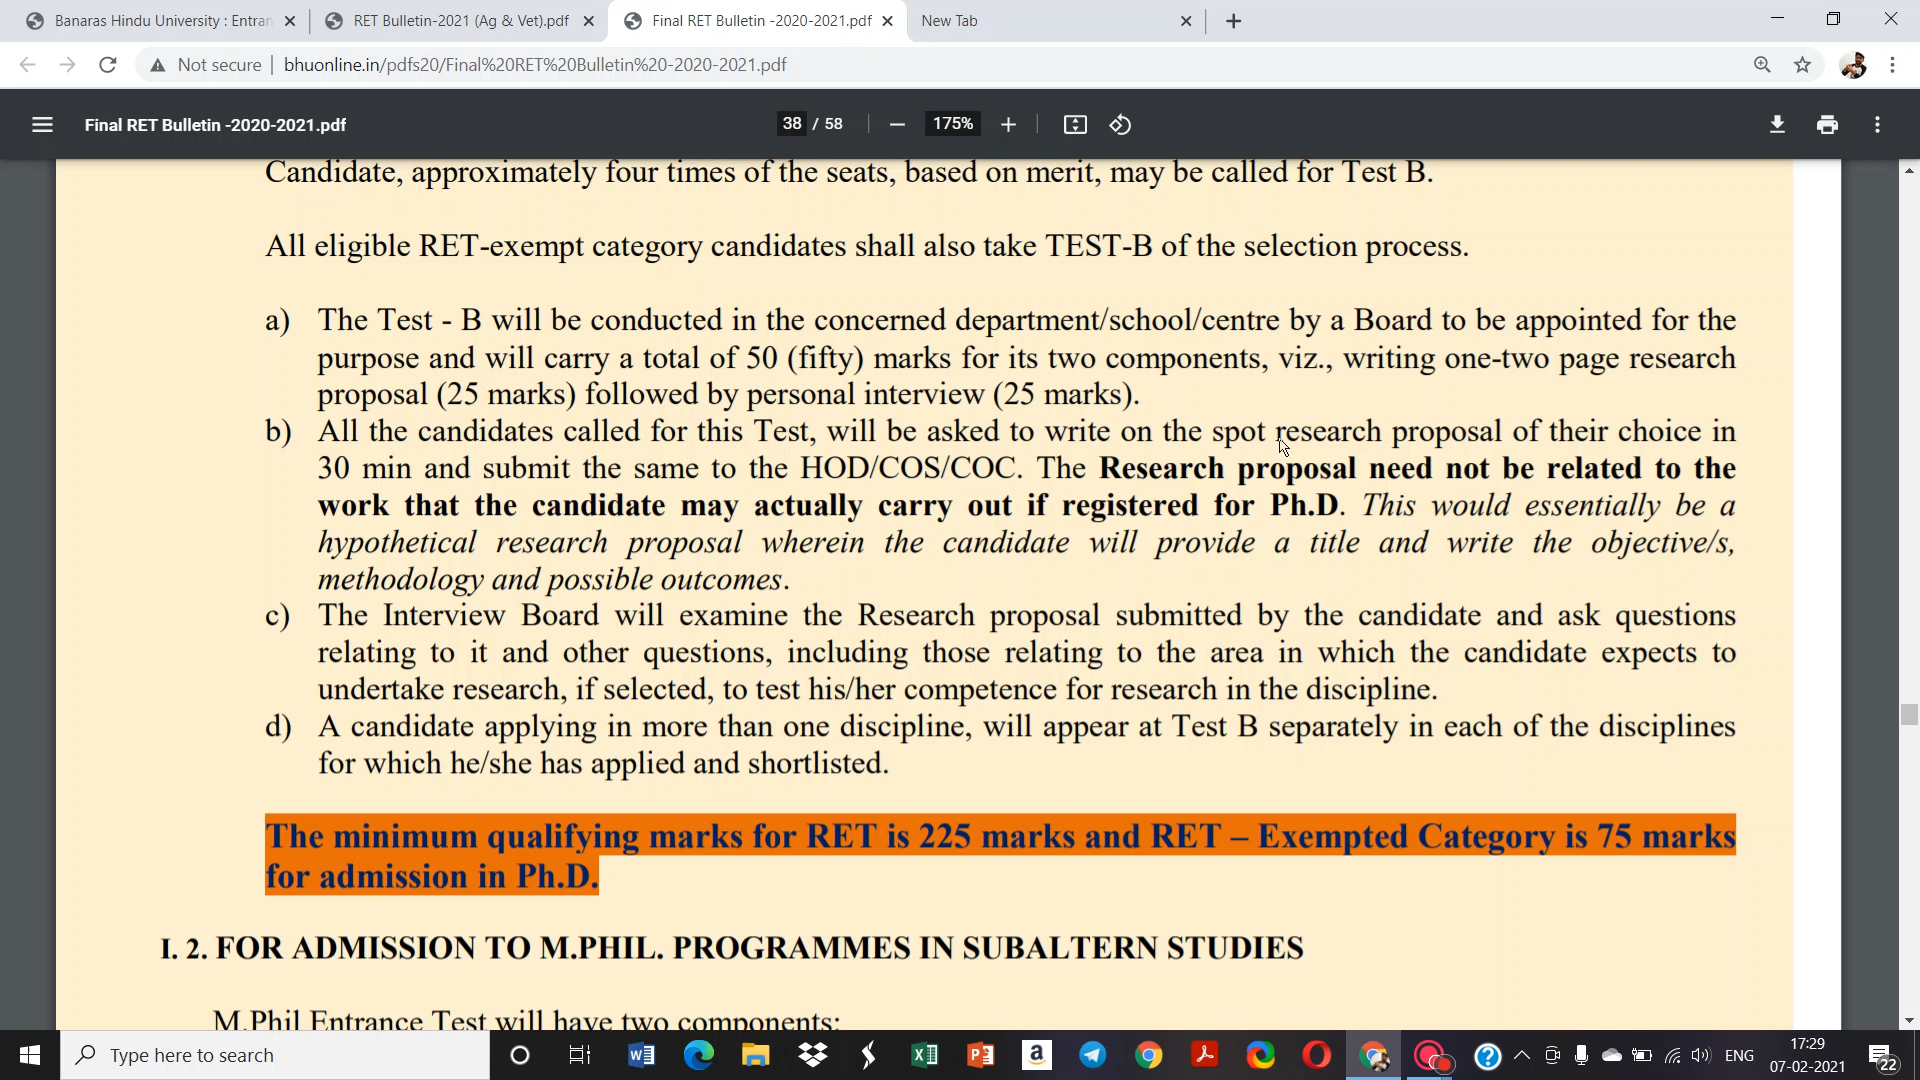 Banaras Hindu University : Entran
RET Bulletin-2021 (Ag & Vet).pdf
Final RET Bulletin -2020-2021.pdf
New Tab
Not secure
bhuonline.in/pdfs20/Final%20RET%20Bulletin%20-2020-2021.pdf
Final RET Bulletin -2020-2021.pdf
38 / 58
175%
Candidate, approximately four times of the seats, based on merit, may be called for Test B.
All eligible RET-exempt category candidates shall also take TEST-B of the selection process.
a) The Test - B will be conducted in the concerned department/school/centre by a Board to be appointed for the
purpose and will carry a total of 50 (fifty) marks for its two components, viz., writing one-two page research
proposal (25 marks) followed by personal interview (25 marks).
b) All the candidates called for this Test, will be asked to write on the spot research proposal of their choice in
30 min and submit the same to the HOD/COS/COC. The Research proposal need not be related to the
work that the candidate may actually carry out if registered for Ph.D. This would essentially be a
hypothetical research proposal wherein the candidate will provide a title and write the objective/s,
methodology and possible outcomes.
c) The Interview Board will examine the Research proposal submitted by the candidate and ask questions
relating to it and other questions, including those relating to the area in which the candidate expects to
undertake research, if selected, to test his/her competence for research in the discipline.
d) A candidate applying in more than one discipline, will appear at Test B separately in each of the disciplines
for which he/she has applied and shortlisted.
The minimum qualifying marks for RET is 225 marks and RET – Exempted Category is 75 marks
for admission in Ph.D.
I. 2. FOR ADMISSION TO M.PHIL. PROGRAMMES IN SUBALTERN STUDIES
M.Phil Entrance Test will have two components:
Type here to search
ENG
17:29
07-02-2021
22